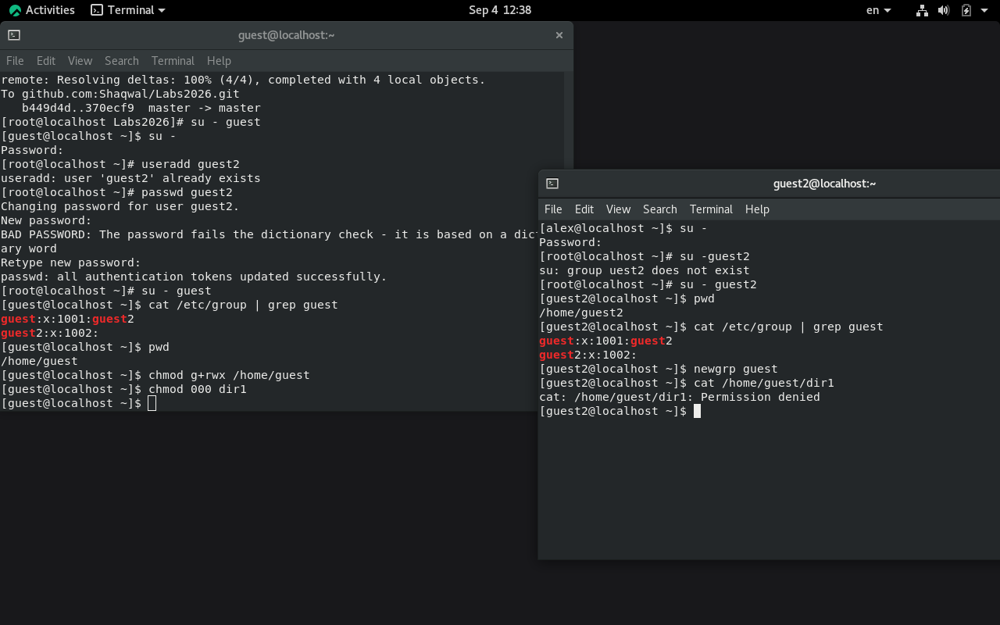 Activities Terminal Sep 4 12:38 en
guest@localhost:~
File Edit View Search Terminal Help
remote: Resolving deltas: 100% (4/4), completed with 4 local objects.
To github.com:Shaqwal/Labs2026.git
   b449d4d..370ecf9  master -> master
[root@localhost Labs2026]# su - guest
[guest@localhost ~]$ su -
Password:
[root@localhost ~]# useradd guest2
useradd: user 'guest2' already exists
[root@localhost ~]# passwd guest2
Changing password for user guest2.
New password:
BAD PASSWORD: The password fails the dictionary check - it is based on a dic
ary word
Retype new password:
passwd: all authentication tokens updated successfully.
[root@localhost ~]# su - guest
[guest@localhost ~]$ cat /etc/group | grep guest
guest:x:1001:guest2
guest2:x:1002:
[guest@localhost ~]$ pwd
/home/guest
[guest@localhost ~]$ chmod g+rwx /home/guest
[guest@localhost ~]$ chmod 000 dir1
[guest@localhost ~]$
guest2@localhost:~
File Edit View Search Terminal Help
[alex@localhost ~]$ su -
Password:
[root@localhost ~]# su -guest2
su: group uest2 does not exist
[root@localhost ~]# su - guest2
[guest2@localhost ~]$ pwd
/home/guest2
[guest2@localhost ~]$ cat /etc/group | grep guest
guest:x:1001:guest2
guest2:x:1002:
[guest2@localhost ~]$ newgrp guest
[guest2@localhost ~]$ cat /home/guest/dir1
cat: /home/guest/dir1: Permission denied
[guest2@localhost ~]$